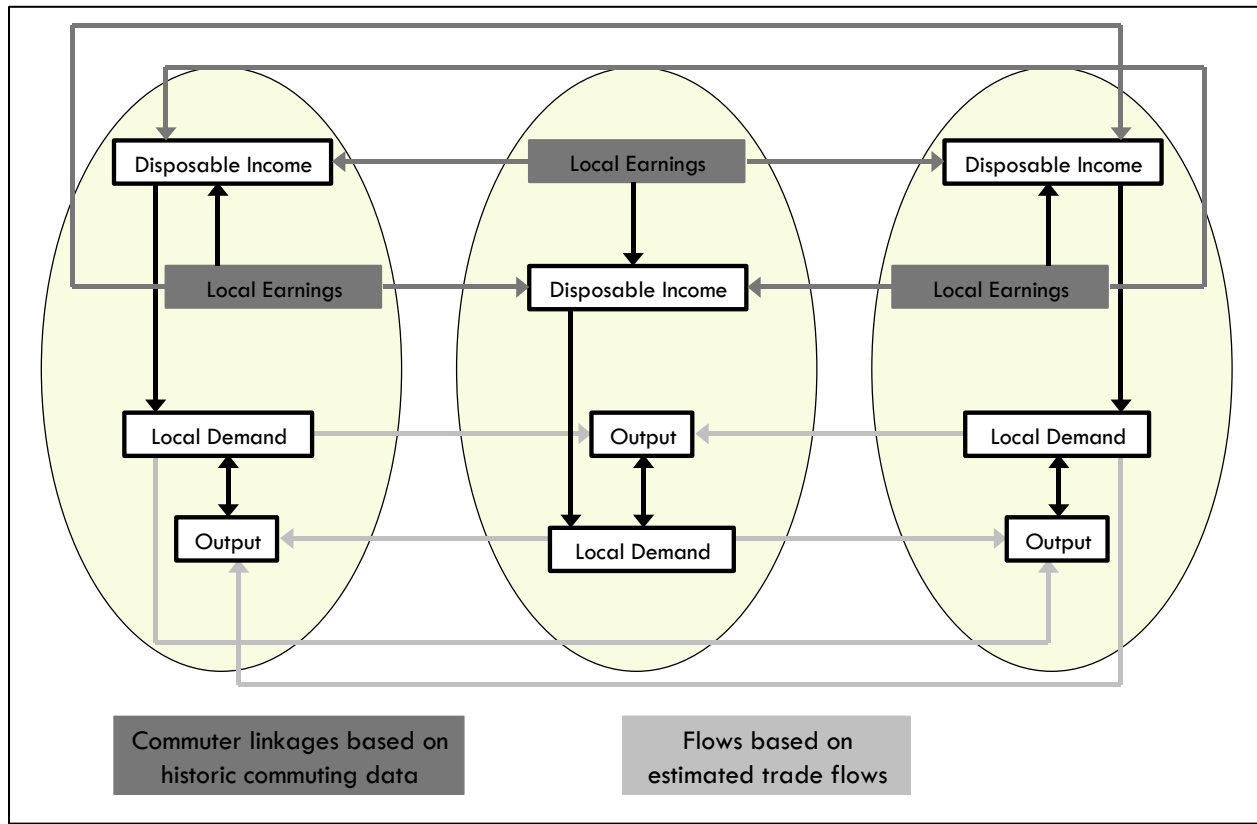 Disposable Income
Local Earnings
Disposable Income
Local Earnings
Disposable Income
Local Earnings
Local Demand
Output
Local Demand
Output
Local Demand
Output
Commuter linkages based on
historic commuting data
Flows based on
estimated trade flows